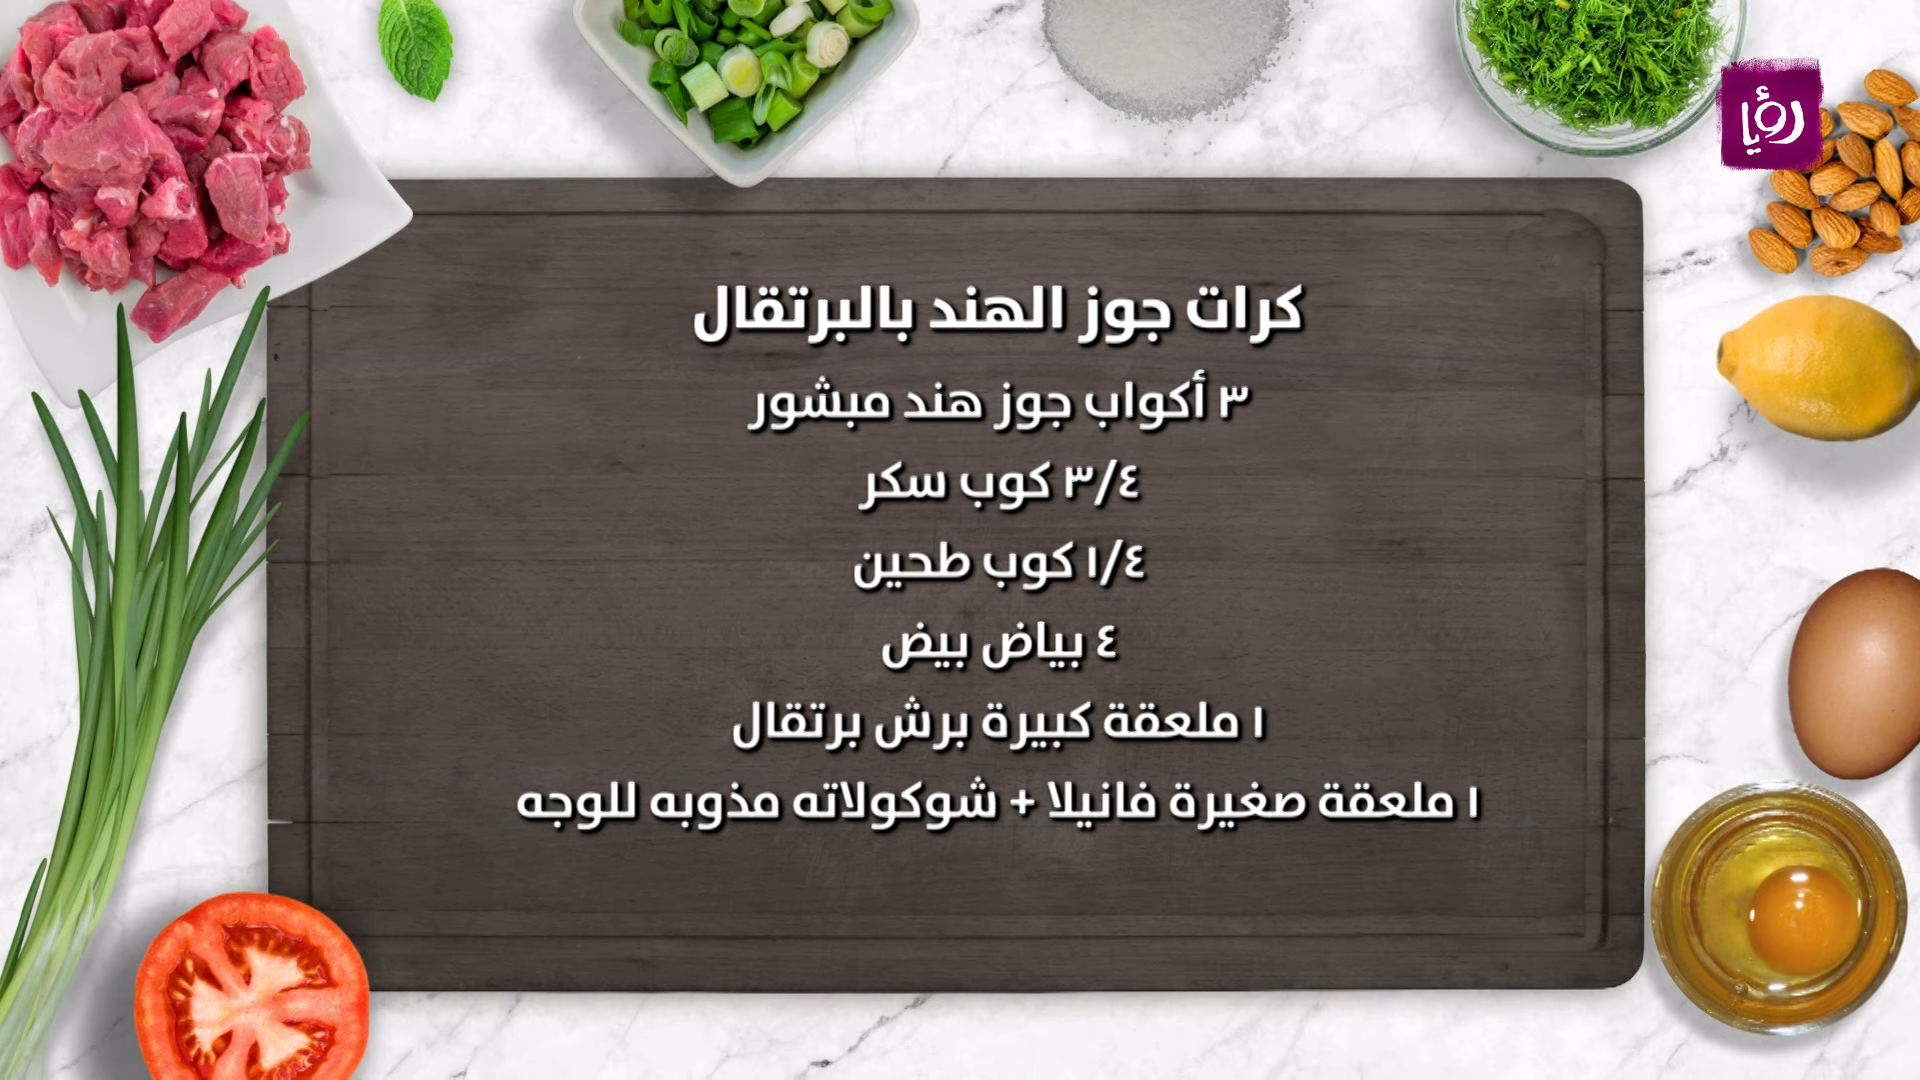 رؤيا
كرات جوز الهند بالبرتقال
٣ أكواب جوز هند مبشور
٣/٤ كوب سكر
١/٤ كوب طحين
٤ بياض بيض
١ ملعقة كبيرة برش برتقال
١ ملعقة صغيرة فانيلا + شوكولاته مذوبه للوجه